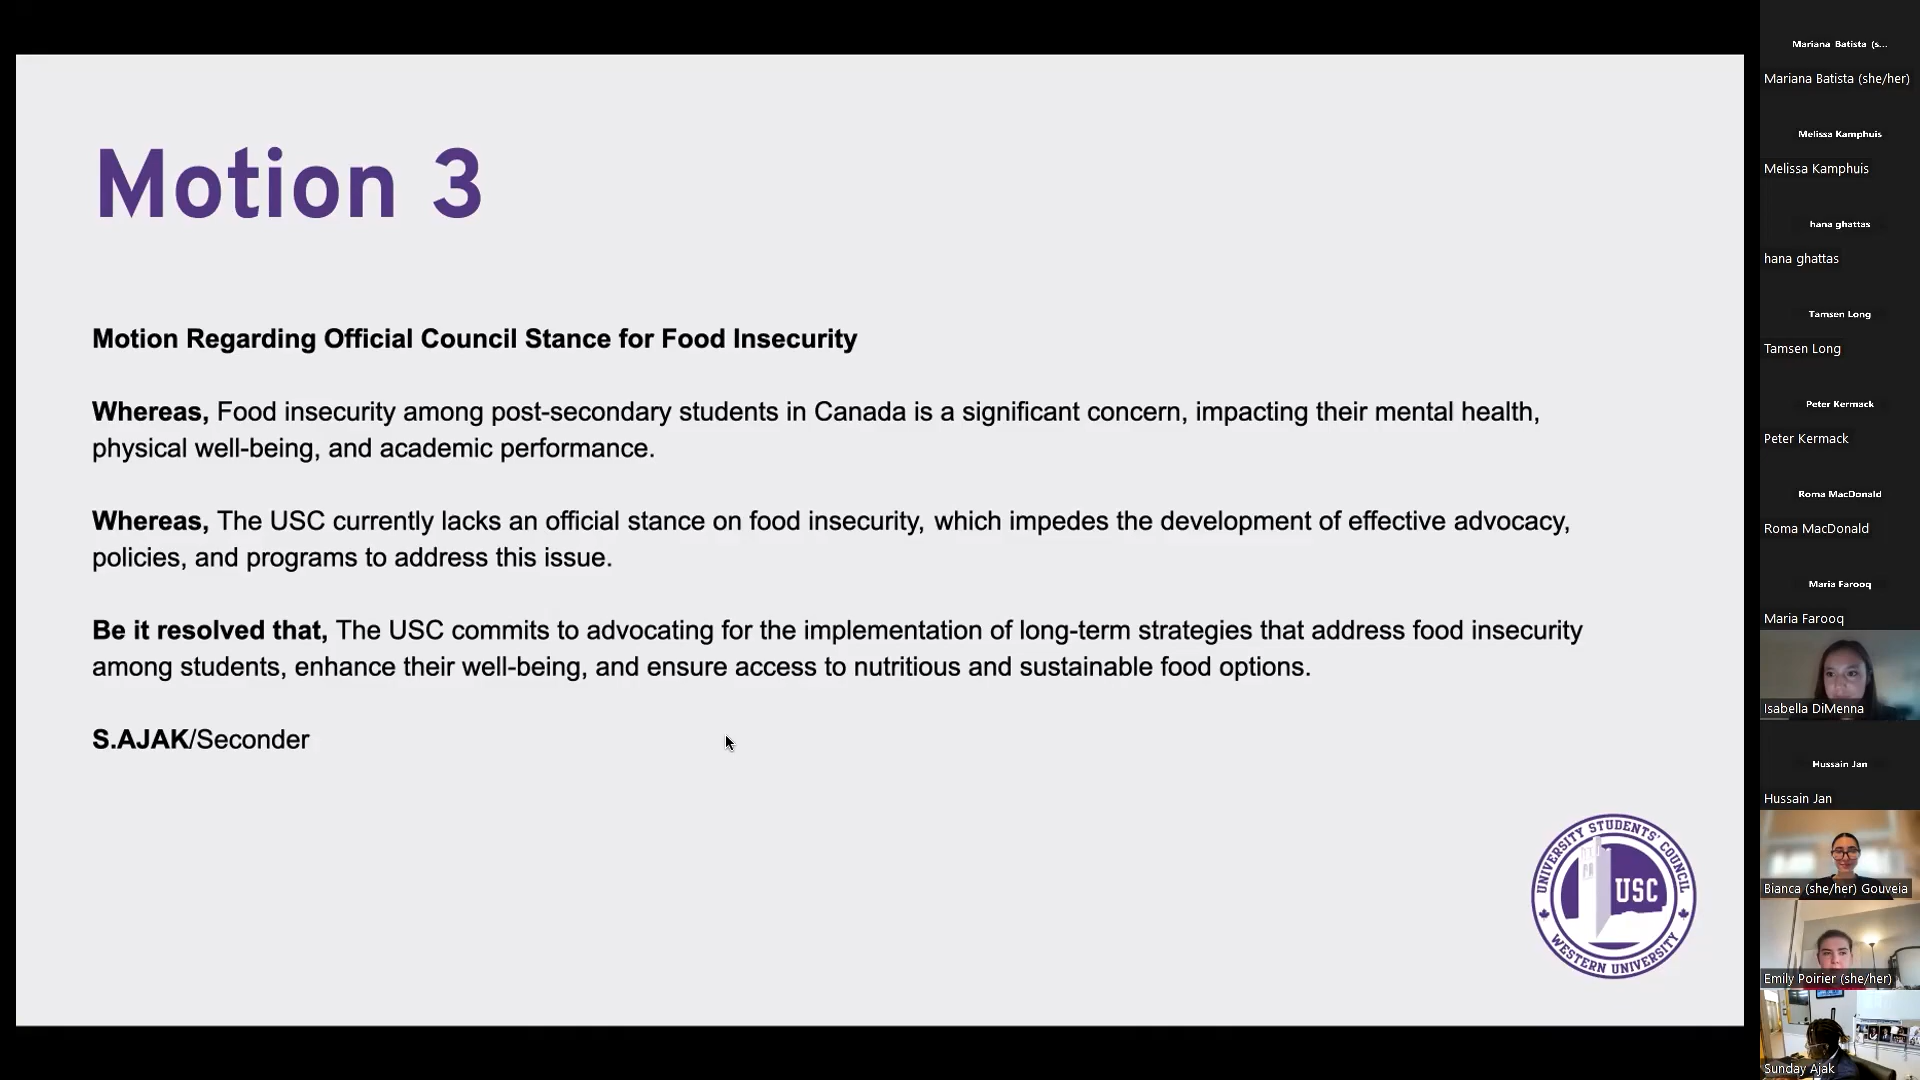 Motion 3
Motion Regarding Official Council Stance for Food Insecurity
Whereas, Food insecurity among post-secondary students in Canada is a significant concern, impacting their mental health,
physical well-being, and academic performance.
Whereas, The USC currently lacks an official stance on food insecurity, which impedes the development of effective advocacy,
policies, and programs to address this issue.
Be it resolved that, The USC commits to advocating for the implementation of long-term strategies that address food insecurity
among students, enhance their well-being, and ensure access to nutritious and sustainable food options.
S.AJAK/Seconder
UNIVERSITY STUDENTS' COUNCIL
USC
WESTERN UNIVERSITY
Mariana Batista (s...
Mariana Batista (she/her)
Melissa Kamphuis
Melissa Kamphuis
hana ghattas
hana ghattas
Tamsen Long
Tamsen Long
Peter Kermack
Peter Kermack
Roma MacDonald
Roma MacDonald
Maria Farooq
Maria Farooq
Isabella DiMenna
Hussain Jan
Hussain Jan
Bianca (she/her) Gouveia
Emily Poirier (she/her)
Sunday Ajak